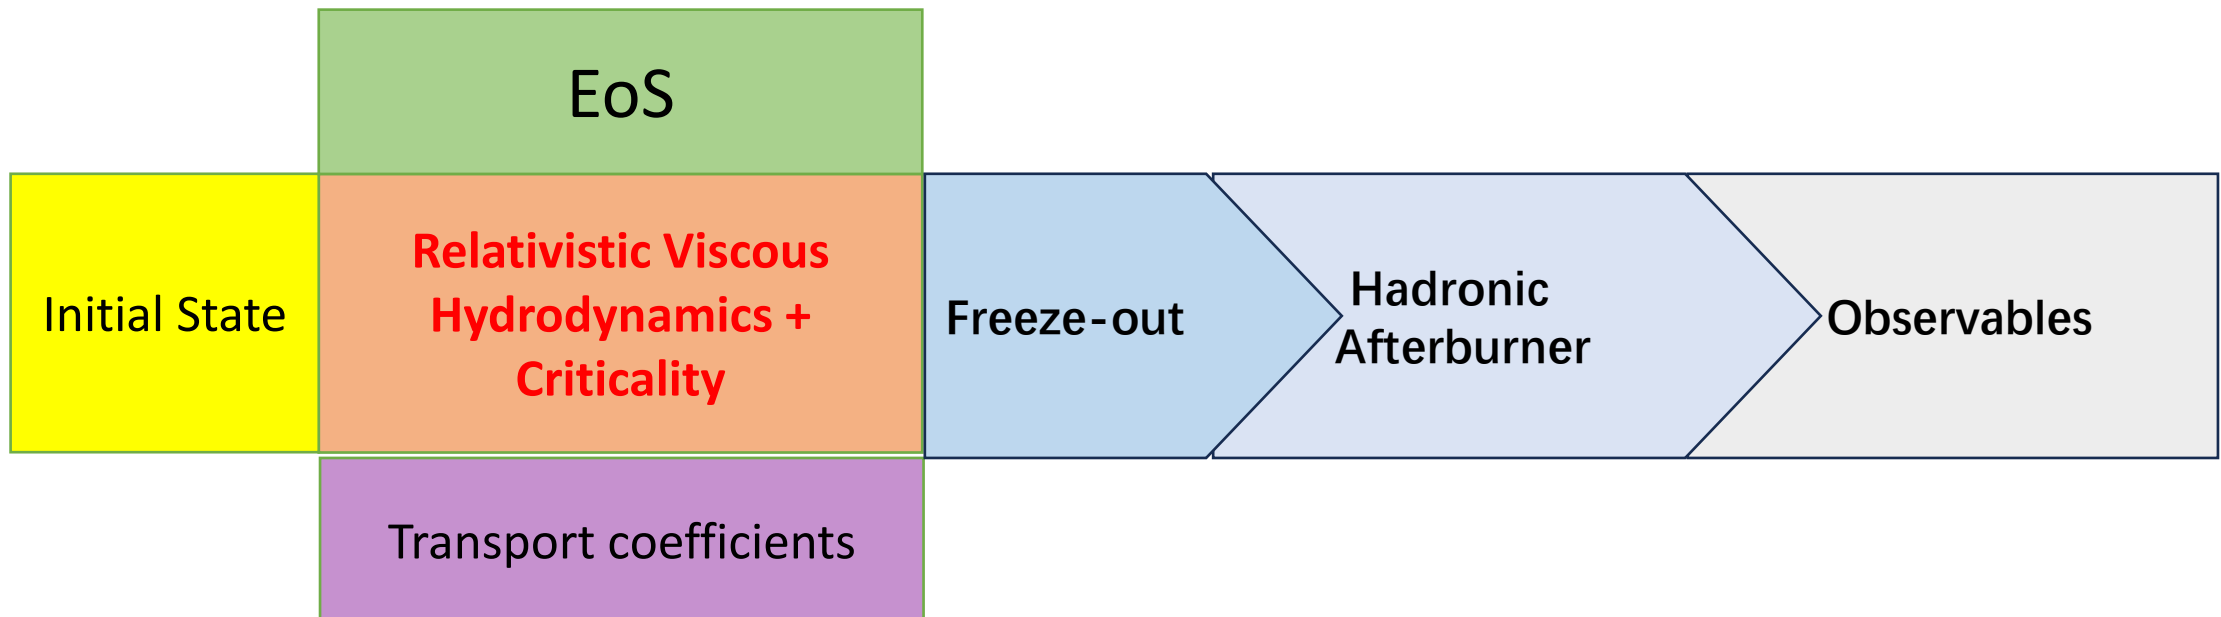 EoS
Initial State
Relativistic Viscous
Hydrodynamics +
Criticality
Freeze-out
Hadronic
Afterburner
Observables
Transport coefficients